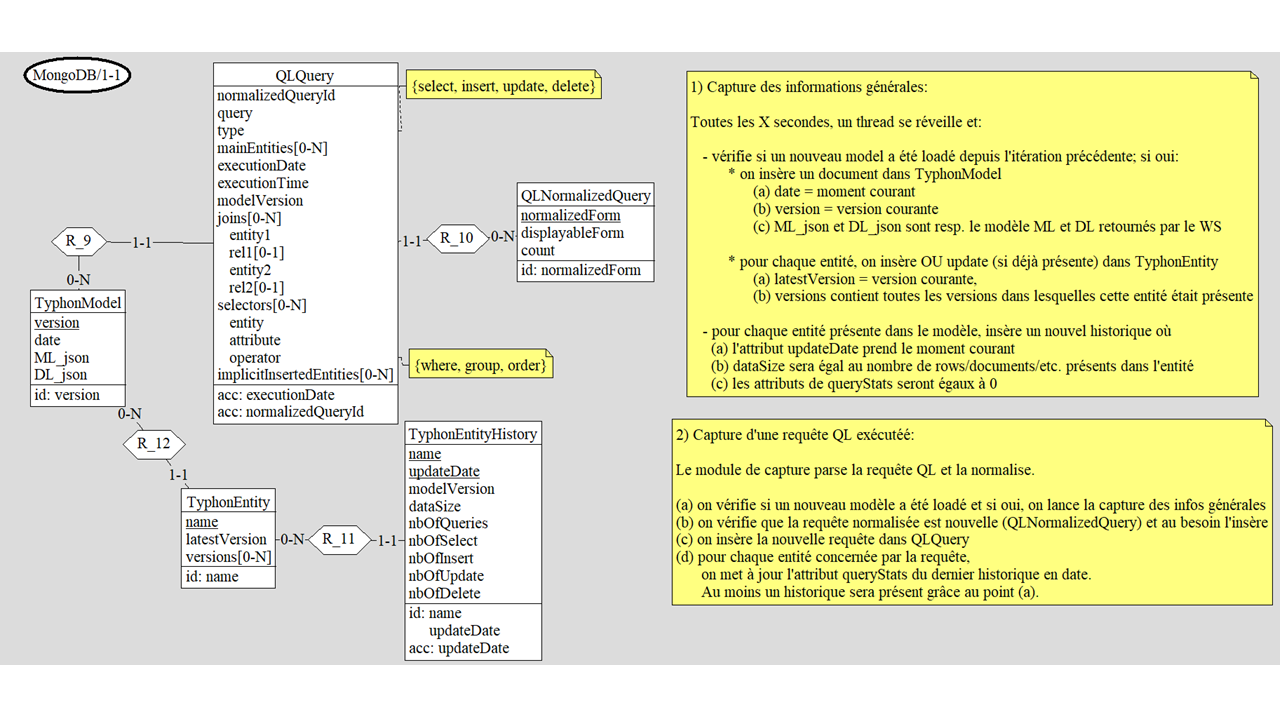 MongoDB/1-1
QLQuery
normalizedQueryId
query
type
mainEntities[0-N]
executionDate
executionTime
modelVersion
joins[0-N]
entity1
rel1[0-1]
entity2
rel2[0-1]
selectors[0-N]
entity
attribute
operator
implicitInsertedEntities[0-N]
acc: executionDate
acc: normalizedQueryId
{select, insert, update, delete}
{where, group, order}
R_9
1-1
0-N
TyphonModel
version
date
ML_json
DL_json
id: version
0-N
R_12
1-1
TyphonEntity
name
latestVersion
versions[0-N]
id: name
0-N
R_11
1-1
TyphonEntityHistory
name
updateDate
modelVersion
dataSize
nbOfQueries
nbOfSelect
nbOfInsert
nbOfUpdate
nbOfDelete
id: name
updateDate
acc: updateDate
1-1
R_10
0-N
QLNormalizedQuery
normalizedForm
displayableForm
count
id: normalizedForm
1) Capture des informations générales:
Toutes les X secondes, un thread se réveille et:
- vérifie si un nouveau model a été loadé depuis l'itération précédente; si oui:
* on insère un document dans TyphonModel
(a) date = moment courant
(b) version = version courante
(c) ML_json et DL_json sont resp. le modèle ML et DL retournés par le WS
* pour chaque entité, on insère OU update (si déjà présente) dans TyphonEntity
(a) latestVersion = version courante,
(b) versions contient toutes les versions dans lesquelles cette entité était présente
- pour chaque entité présente dans le modèle, insère un nouvel historique où
(a) l'attribut updateDate prend le moment courant
(b) dataSize sera égal au nombre de rows/documents/etc. présents dans l'entité
(c) les attributs de queryStats seront égaux à 0
2) Capture d'une requête QL exécutéé:
Le module de capture parse la requête QL et la normalise.
(a) on vérifie si un nouveau modèle a été loadé et si oui, on lance la capture des infos générales
(b) on vérifie que la requête normalisée est nouvelle (QLNormalizedQuery) et au besoin l'insère
(c) on insère la nouvelle requête dans QLQuery
(d) pour chaque entité concernée par la requête,
on met à jour l'attribut queryStats du dernier historique en date.
Au moins un historique sera présent grâce au point (a).